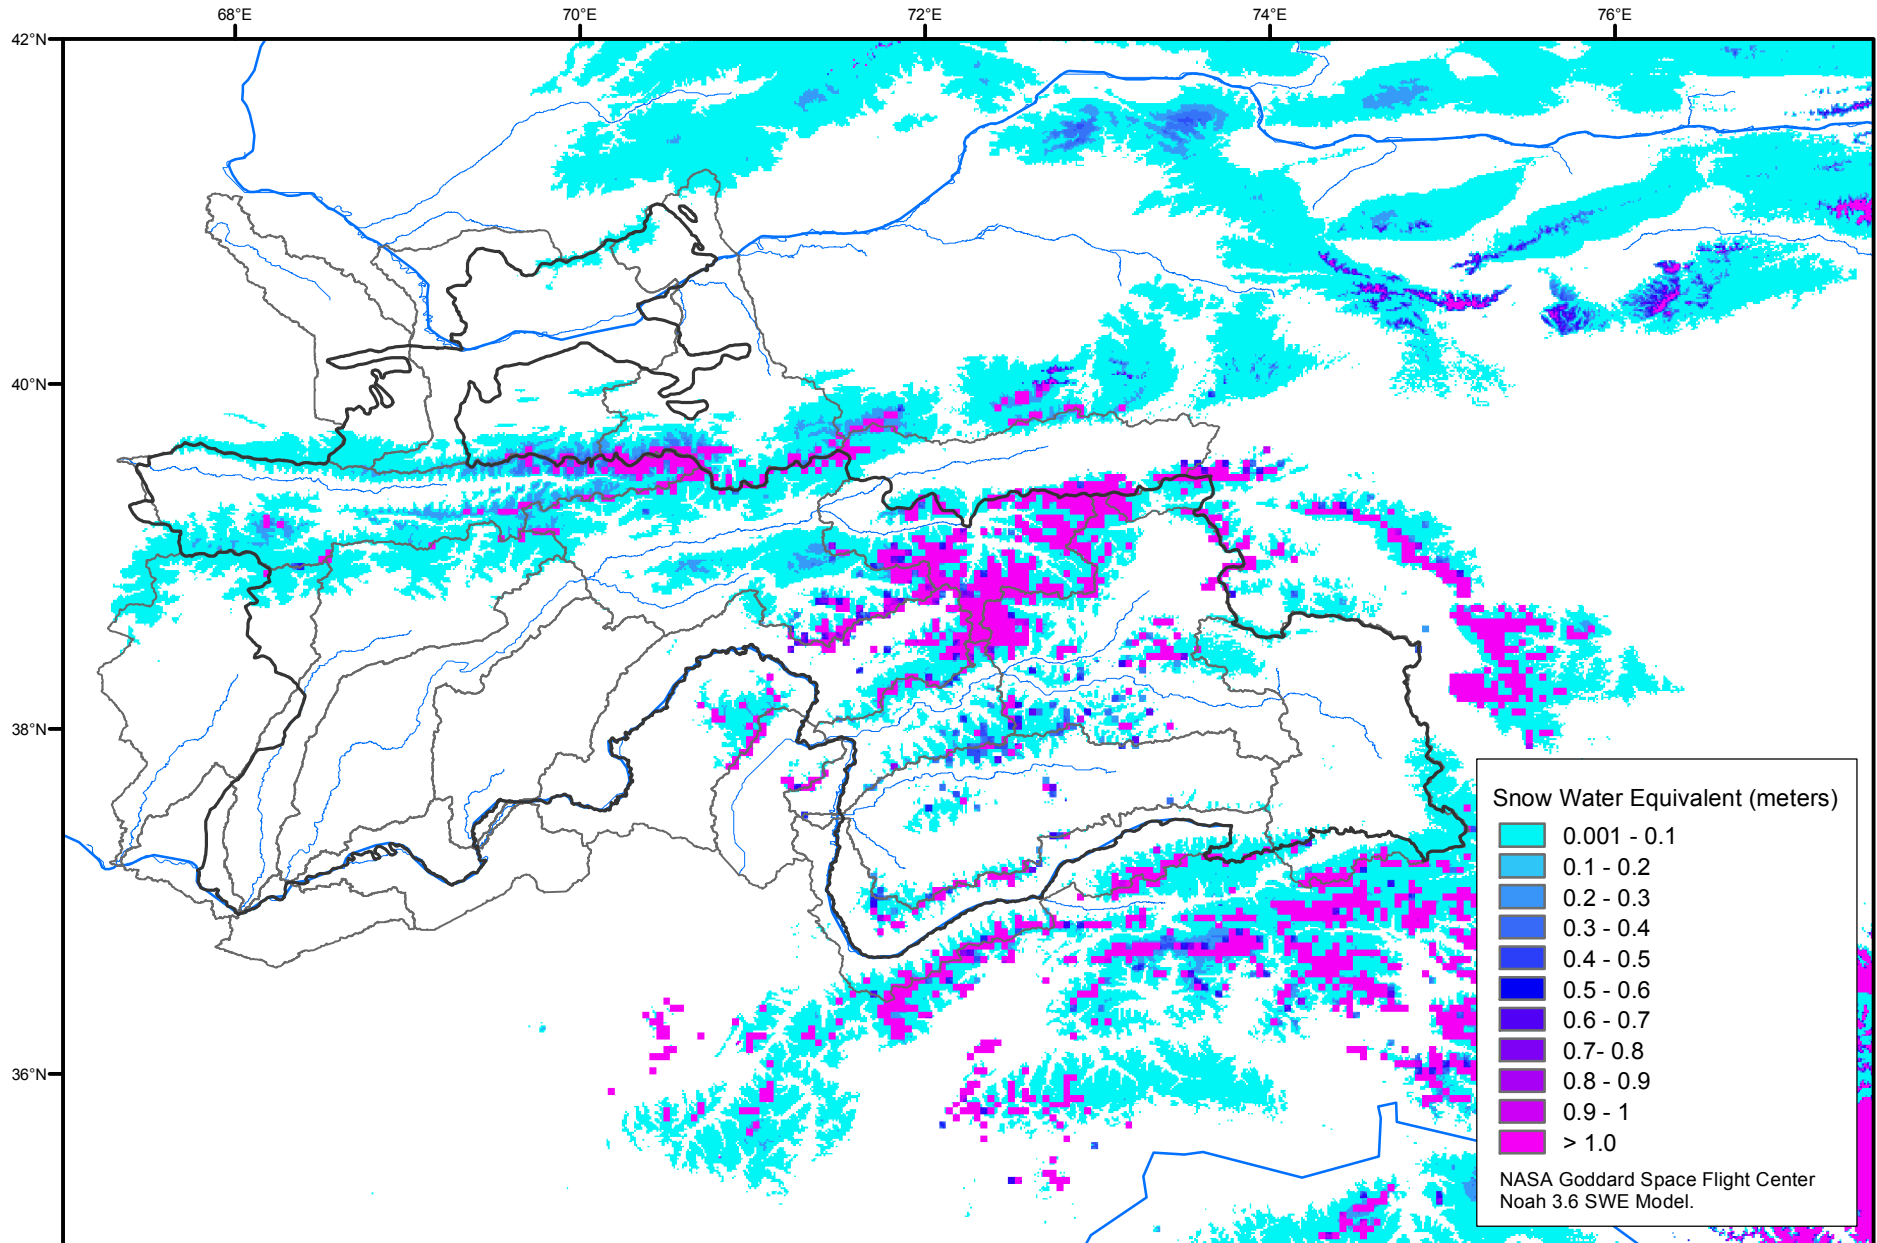 68°E 70°E 72°E 74°E 76°E
42°N
40°N
38°N
36°N
Snow Water Equivalent (meters)
0.001 - 0.1
0.1 - 0.2
0.2 - 0.3
0.3 - 0.4
0.4 - 0.5
0.5 - 0.6
0.6 - 0.7
0.7- 0.8
0.8 - 0.9
0.9 - 1
> 1.0
NASA Goddard Space Flight Center
Noah 3.6 SWE Model.